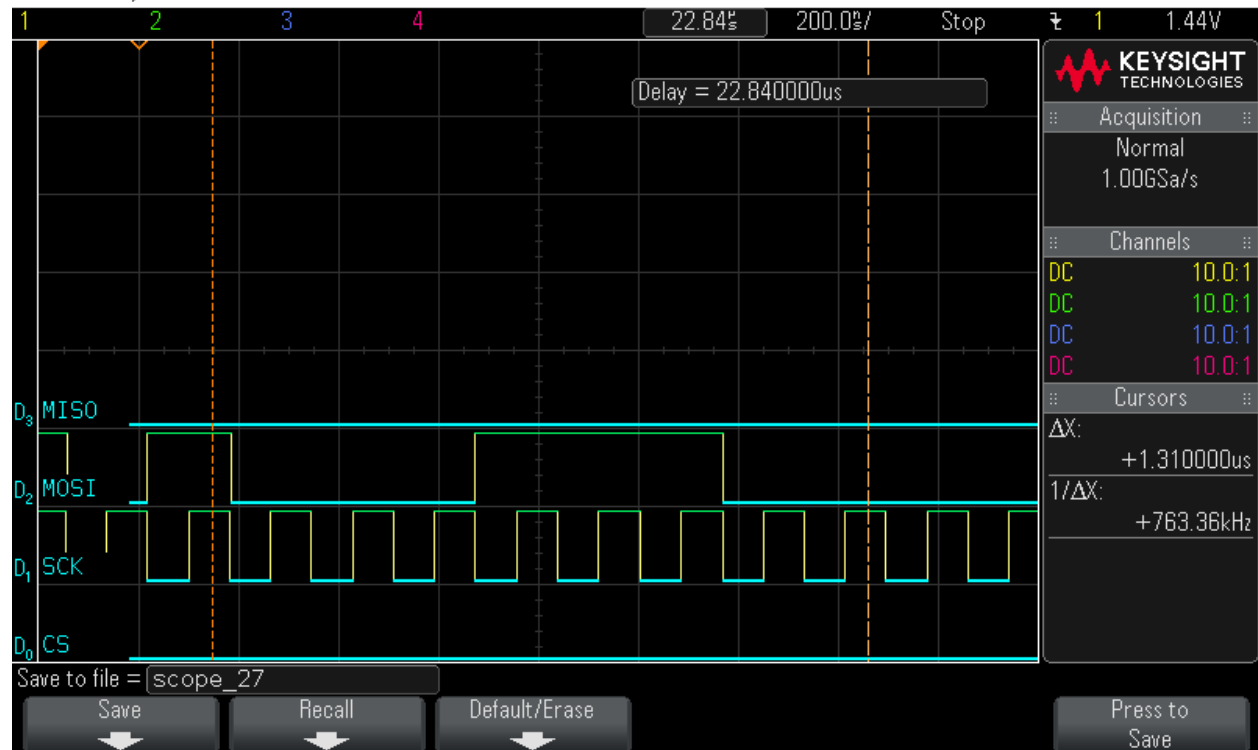 1 2 3 4 22.84µs 200.0ns/ Stop 1 1.44V
KEYSIGHT
TECHNOLOGIES
Delay = 22.840000us
Acquisition
Normal
1.00GSa/s
Channels
DC 10.0:1
DC 10.0:1
DC 10.0:1
DC 10.0:1
Cursors
ΔX:
+1.310000us
1/ΔX:
+763.36kHz
D3 MISO
D2 MOSI
D1 SCK
D0 CS
Save to file = scope_27
Save Recall Default/Erase Press to
Save